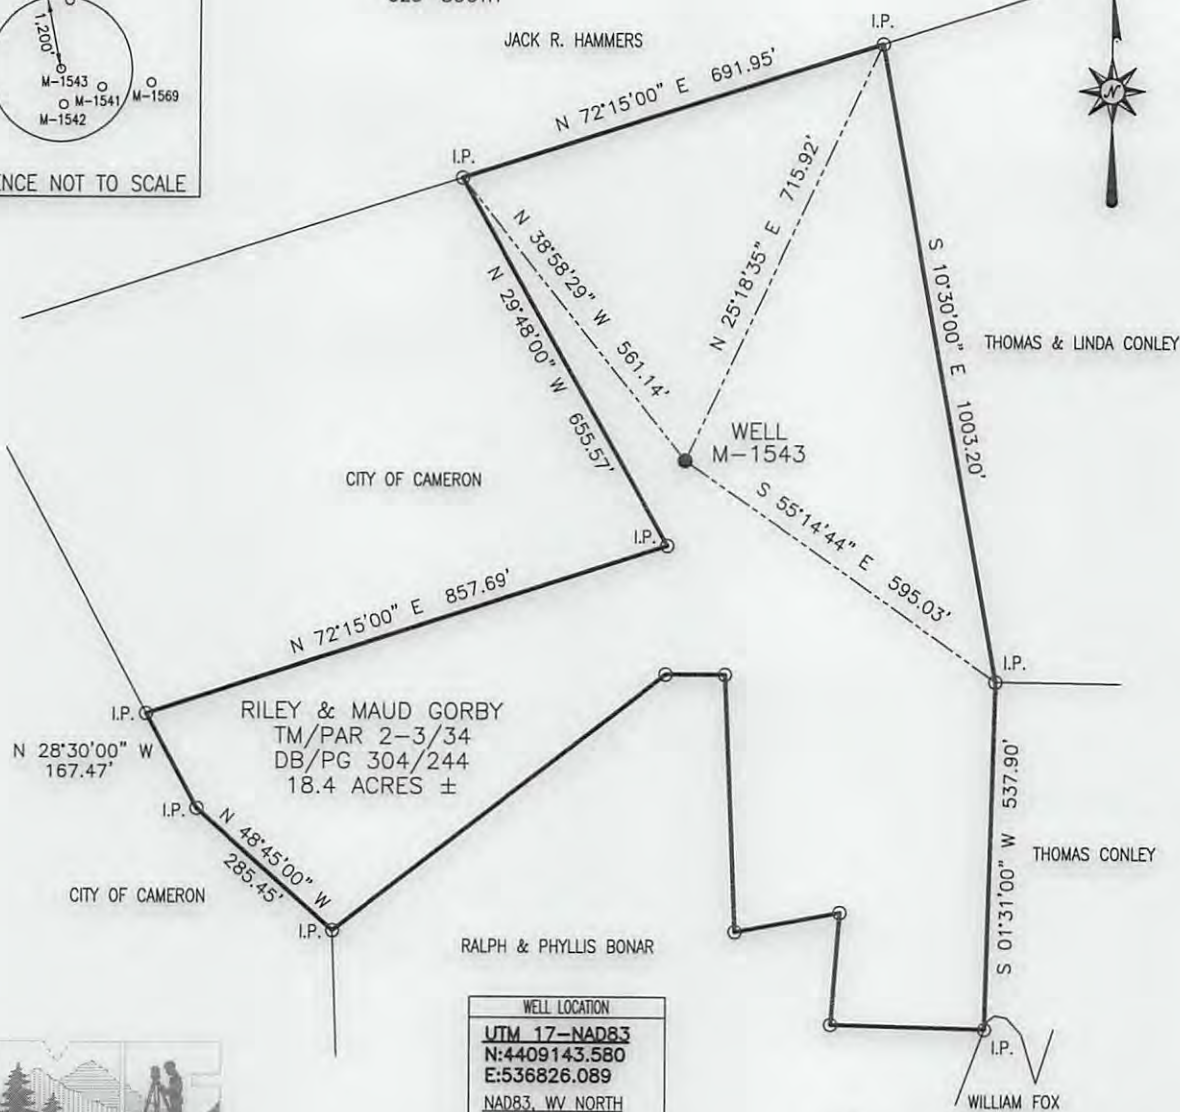 1,200'
M-1543
M-1541
M-1569
M-1542
NOT TO SCALE
JACK R. HAMMERS
I.P.
N 72°15'00" E 691.95'
I.P.
N
N 38°58'29" W 561.14'
N 25°18'35" E 715.92'
N 29°48'00" W 655.57'
S 10°30'00" E 1003.20'
THOMAS & LINDA CONLEY
WELL
M-1543
CITY OF CAMERON
S 55°14'44" E 595.03'
I.P.
N 72°15'00" E 857.69'
I.P.
I.P.
RILEY & MAUD GORBY
TM/PAR 2-3/34
DB/PG 304/244
18.4 ACRES ±
N 28°30'00" W
167.47'
I.P.
N 48°45'00" W
285.45'
S 01°31'00" W 537.90'
THOMAS CONLEY
CITY OF CAMERON
I.P.
RALPH & PHYLLIS BONAR
WELL LOCATION
UTM 17-NAD83
N:4409143.580
E:536826.089
NAD83, WV NORTH
I.P.
WILLIAM FOX